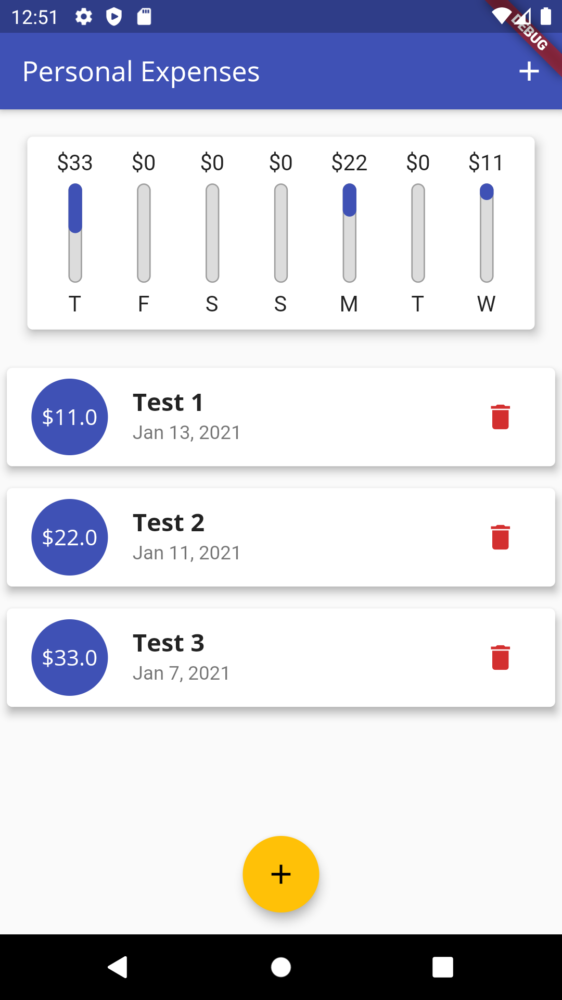 12:51
DEBUG
Personal Expenses
$33 $0 $0 $0 $22 $0 $11
T F S S M T W
$11.0
Test 1
Jan 13, 2021
$22.0
Test 2
Jan 11, 2021
$33.0
Test 3
Jan 7, 2021